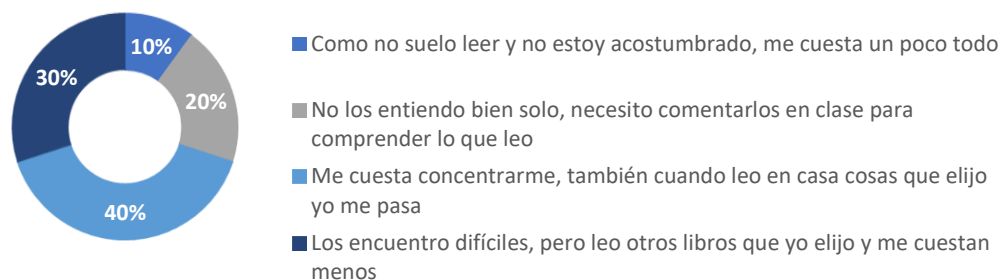 10%
Como no suelo leer y no estoy acostumbrado, me cuesta un poco todo
30%
20%
No los entiendo bien solo, necesito comentarlos en clase para
comprender lo que leo
Me cuesta concentrarme, también cuando leo en casa cosas que elijo
yo me pasa
40%
Los encuentro difíciles, pero leo otros libros que yo elijo y me cuestan
menos